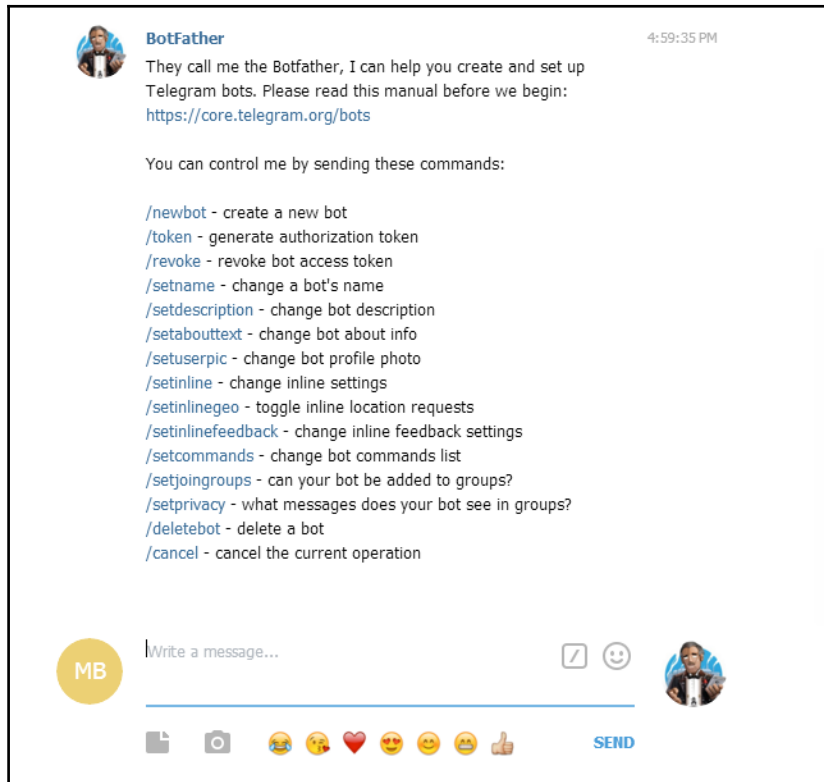 BotFather 4:59:35 PM
They call me the Botfather, I can help you create and set up
Telegram bots. Please read this manual before we begin:
https://core.telegram.org/bots
You can control me by sending these commands:
/newbot - create a new bot
/token - generate authorization token
/revoke - revoke bot access token
/setname - change a bot's name
/setdescription - change bot description
/setabouttext - change bot about info
/setuserpic - change bot profile photo
/setinline - change inline settings
/setinlinegeo - toggle inline location requests
/setinlinefeedback - change inline feedback settings
/setcommands - change bot commands list
/setjoingroups - can your bot be added to groups?
/setprivacy - what messages does your bot see in groups?
/deletebot - delete a bot
/cancel - cancel the current operation
MB
Write a message...
SEND